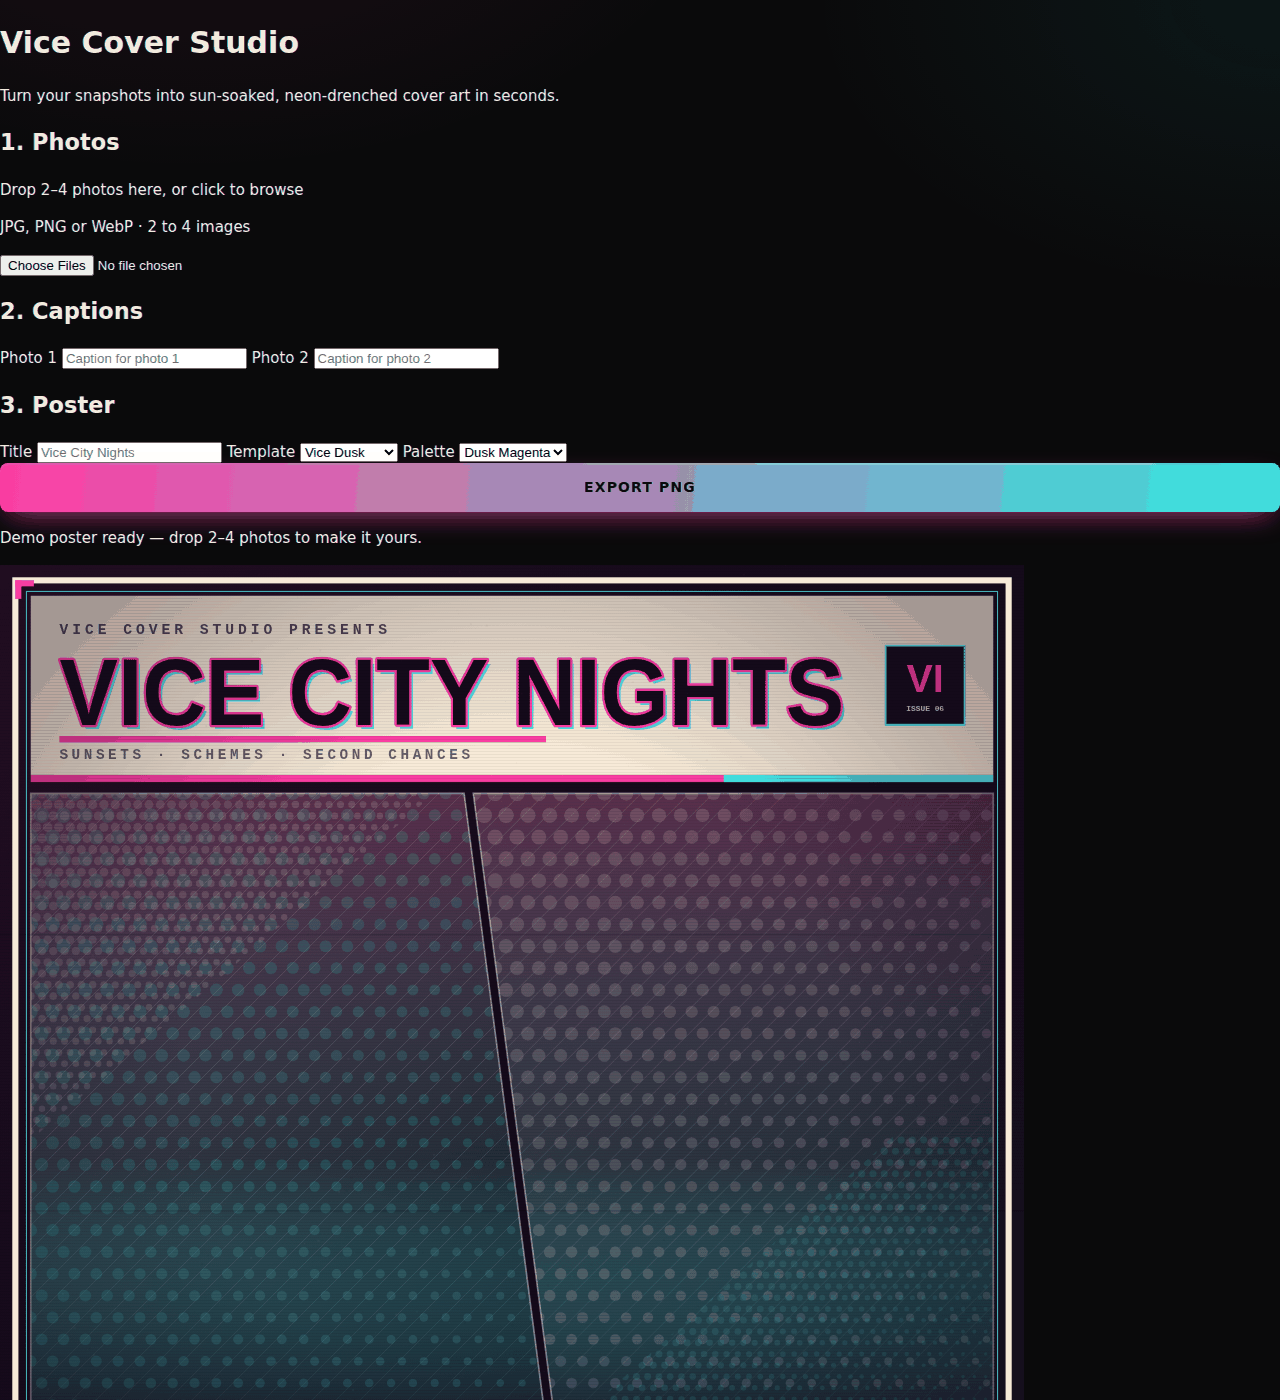 Vice Cover Studio
Turn your snapshots into sun-soaked, neon-drenched cover art in seconds.
1. Photos
Drop 2–4 photos here, or click to browse
JPG, PNG or WebP · 2 to 4 images
Choose Files No file chosen
2. Captions
Photo 1 Caption for photo 1 Photo 2 Caption for photo 2
3. Poster
Title Vice City Nights Template Vice Dusk Palette Dusk Magenta
EXPORT PNG
Demo poster ready — drop 2–4 photos to make it yours.
VICE COVER STUDIO PRESENTS
VICE CITY NIGHTS
VI
ISSUE 06
SUNSETS · SCHEMES · SECOND CHANCES